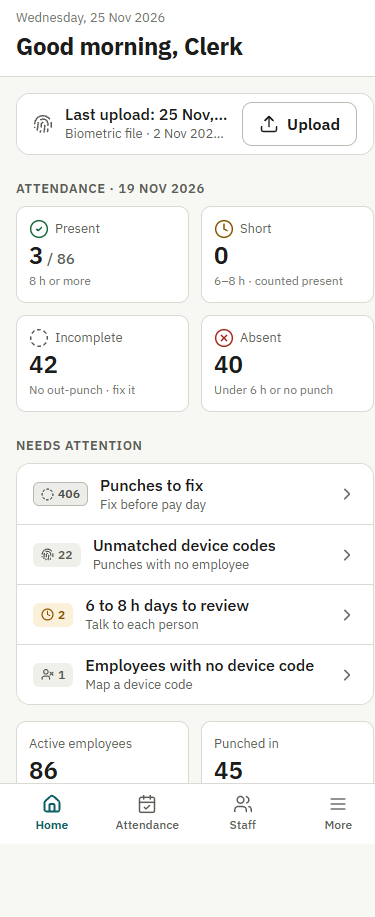 Wednesday, 25 Nov 2026
Good morning, Clerk
Last upload: 25 Nov,...
Biometric file · 2 Nov 202...
Upload
ATTENDANCE · 19 NOV 2026
Present
3 / 86
8 h or more
Short
0
6–8 h · counted present
Incomplete
42
No out-punch · fix it
Absent
40
Under 6 h or no punch
NEEDS ATTENTION
406
Punches to fix
Fix before pay day
22
Unmatched device codes
Punches with no employee
2
6 to 8 h days to review
Talk to each person
1
Employees with no device code
Map a device code
Active employees
86
Punched in
45
Home
Attendance
Staff
More